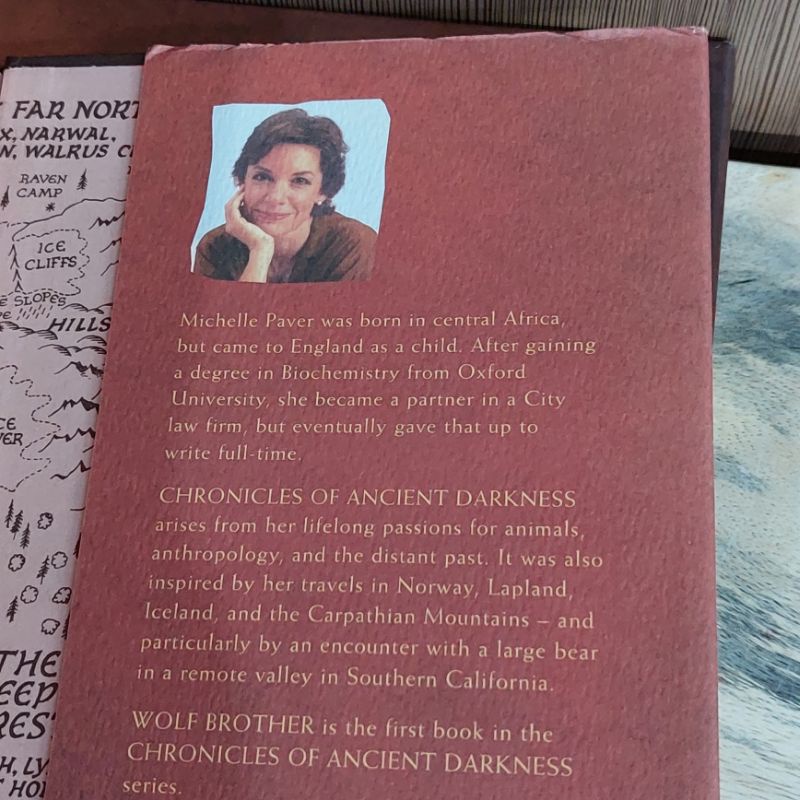 FAR NORT
X, NARWAL,
N, WALRUS
RAVEN
CAMP
ICE
CLIFFS
SLOPES
HILLS
THE
Michelle Paver was born in central Africa,
but came to England as a child. After gaining
a degree in Biochemistry from Oxford
University, she became a partner in a City
law firm, but eventually gave that up to
write full-time.
CHRONICLES OF ANCIENT DARKNESS
arises from her lifelong passions for animals,
anthropology, and the distant past. It was also
inspired by her travels in Norway, Lapland,
Iceland, and the Carpathian Mountains – and
particularly by an encounter with a large bear
in a remote valley in Southern California.
WOLF BROTHER is the first book in the
CHRONICLES OF ANCIENT DARKNESS
series.